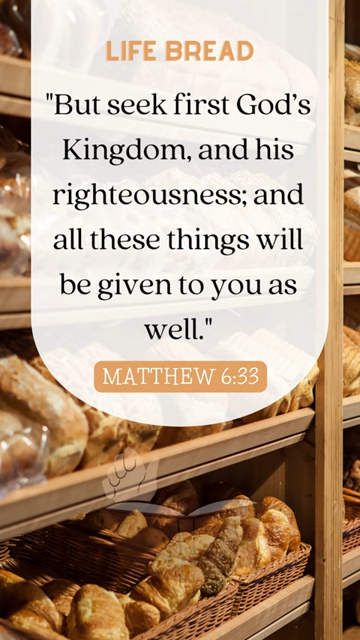 LIFE BREAD
"But seek first God’s
Kingdom, and his
righteousness; and
all these things will
be given to you as
well."
MATTHEW 6:33